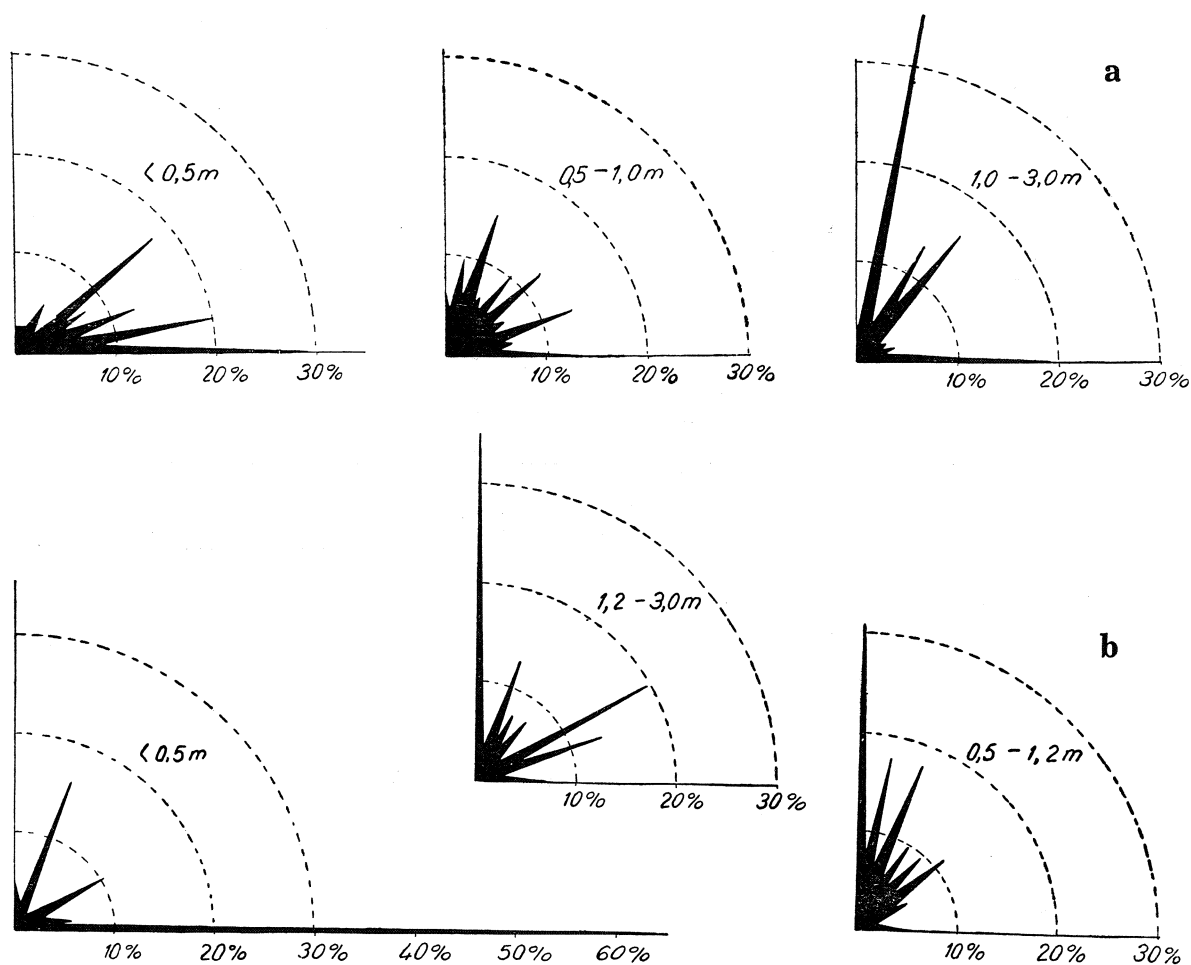 a
< 0,5 m
0,5 - 1,0 m
1,0 - 3,0 m
10% 20% 30%
10% 20% 30%
10% 20% 30%
1,2 - 3,0 m
10% 20% 30%
b
< 0,5 m
0,5 - 1,2 m
10% 20% 30% 40% 50% 60%
10% 20% 30%